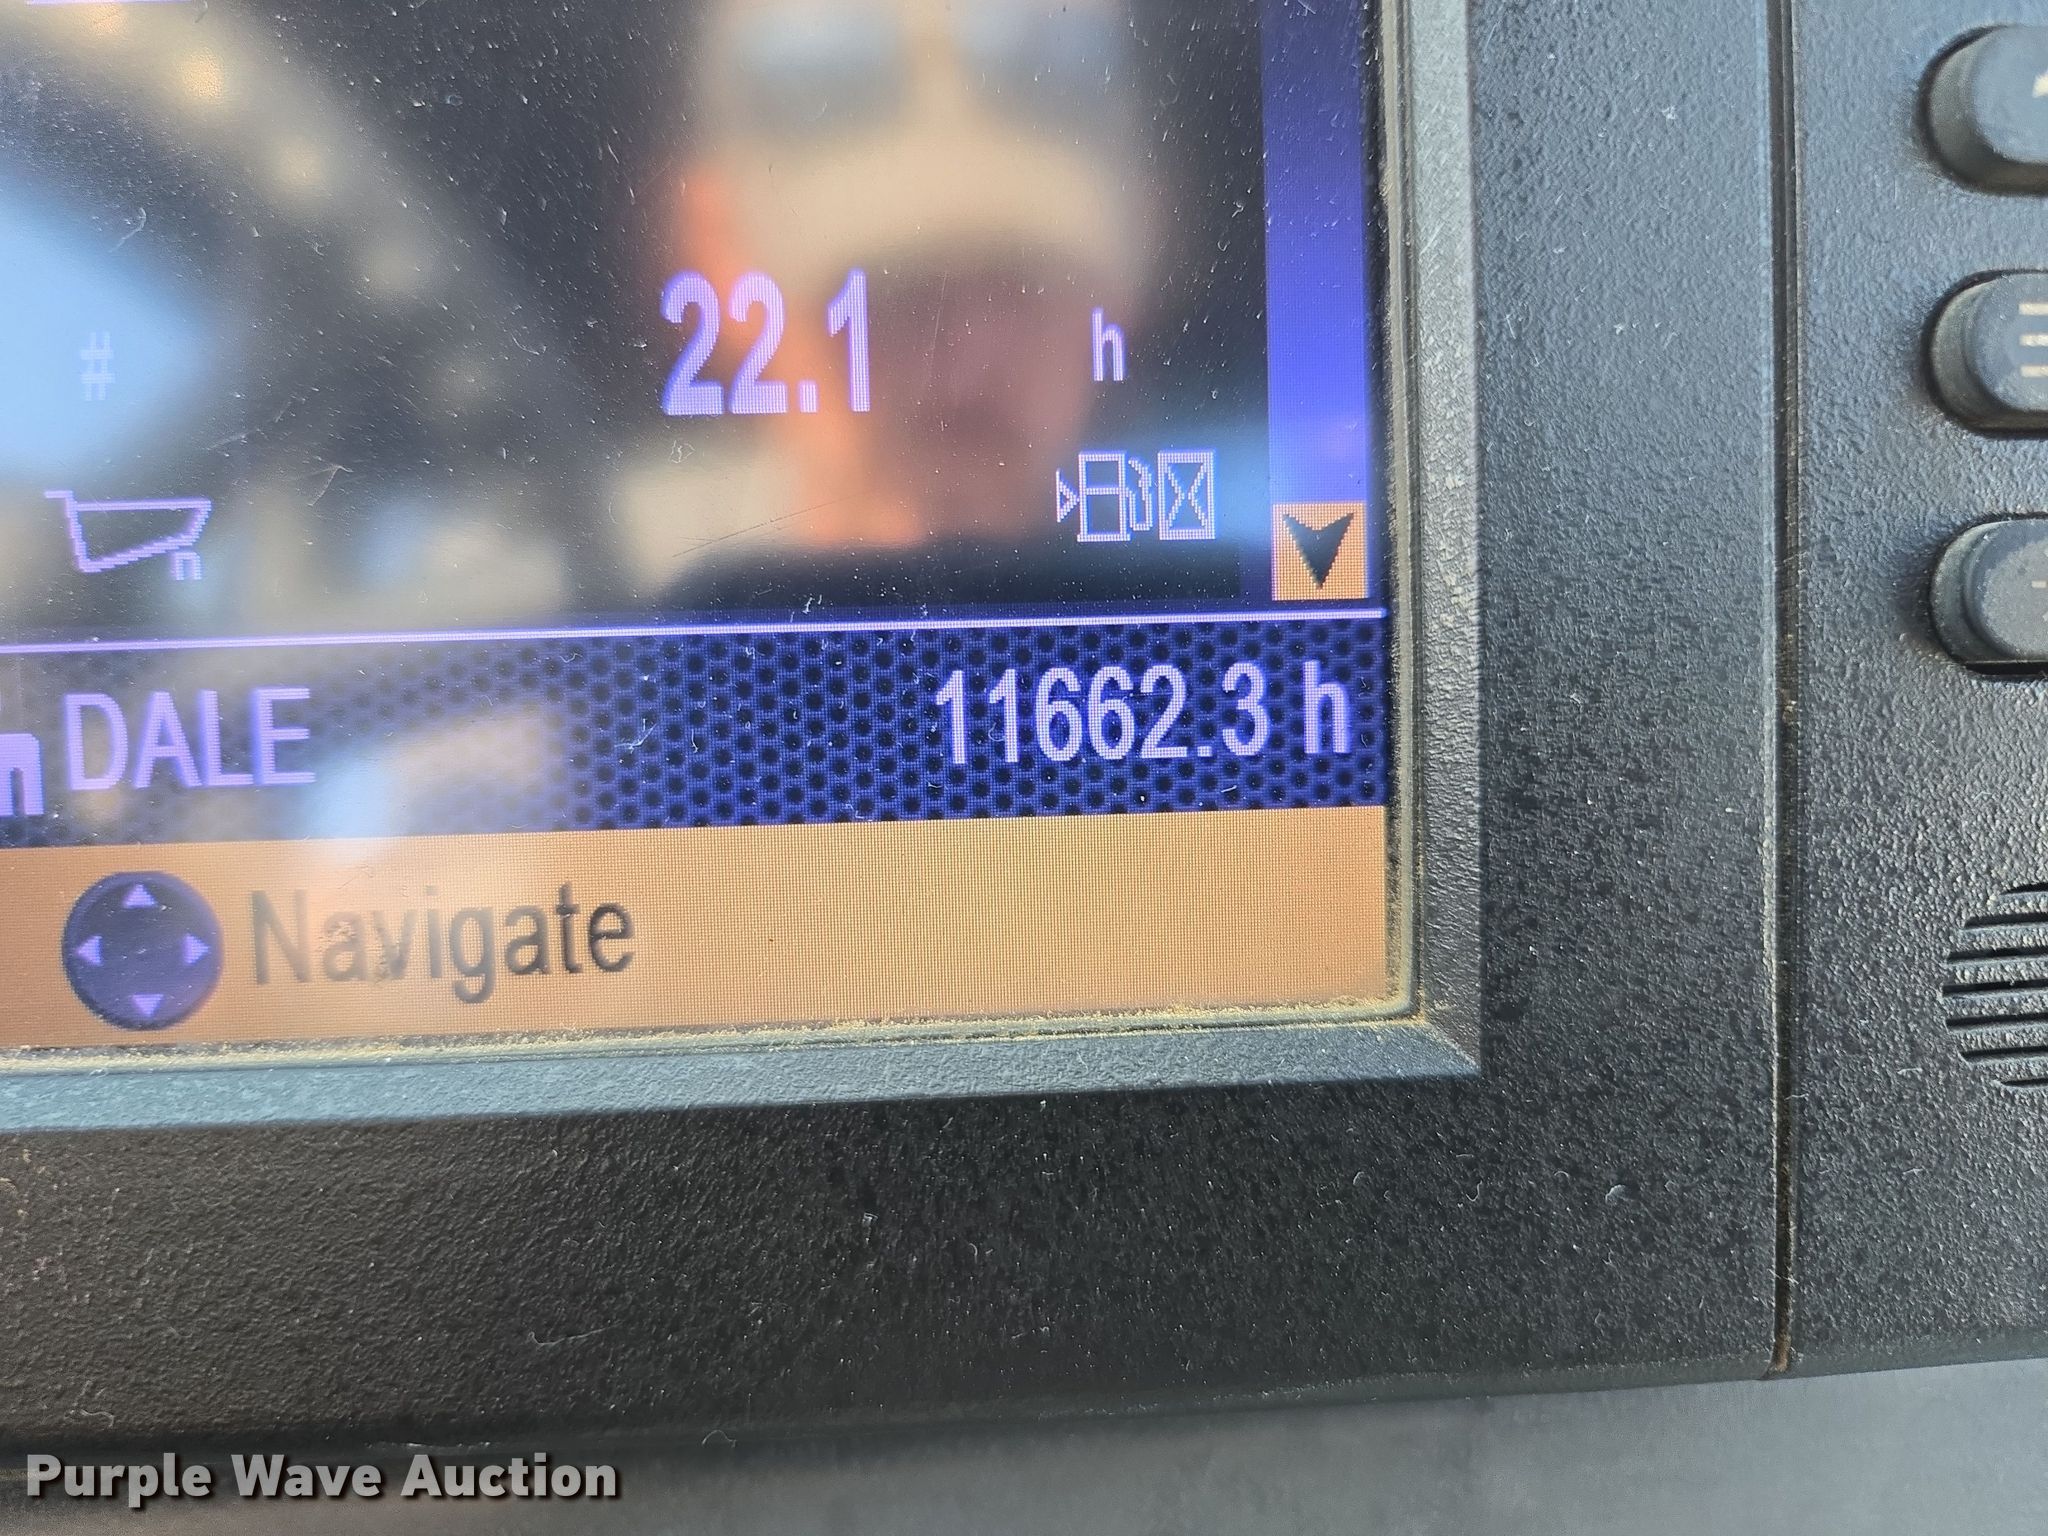 22.1 h
#
n
DALE 11662.3 h
Navigate
Purple Wave Auction